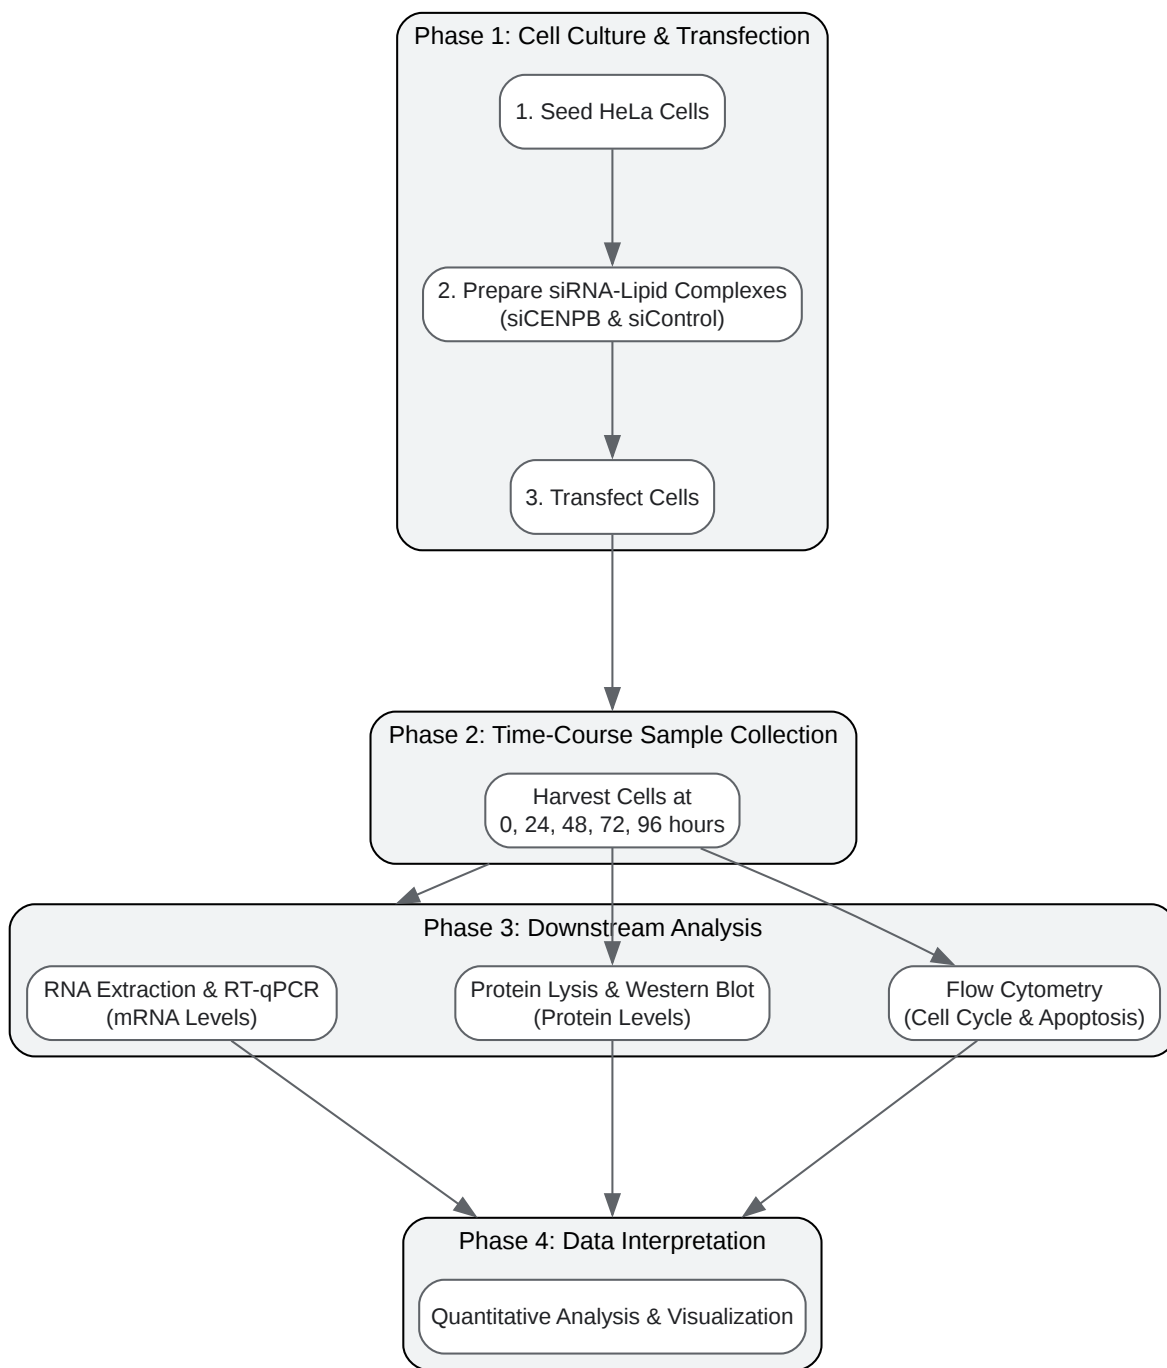 Phase 1: Cell Culture & Transfection
1. Seed HeLa Cells
2. Prepare siRNA-Lipid Complexes
(siCENPB & siControl)
3. Transfect Cells
Phase 2: Time-Course Sample Collection
Harvest Cells at
0, 24, 48, 72, 96 hours
Phase 3: Downstream Analysis
RNA Extraction & RT-qPCR
(mRNA Levels)
Protein Lysis & Western Blot
(Protein Levels)
Flow Cytometry
(Cell Cycle & Apoptosis)
Phase 4: Data Interpretation
Quantitative Analysis & Visualization